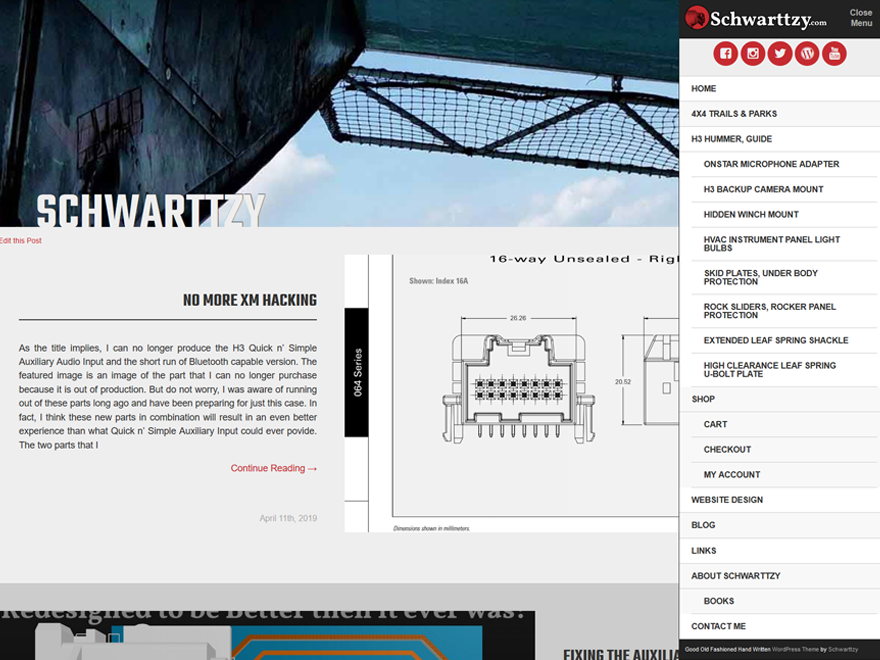 SCHWARTTZY
Edit this Post
NO MORE XM HACKING
As the title implies, I can no longer produce the H3 Quick n' Simple
Auxiliary Audio Input and the short run of Bluetooth capable version. The
featured image is an image of the part that I can no longer purchase
because it is out of production. But do not worry, I was aware of running
out of these parts long ago and have been preparing for just this case. In
fact, I think these new parts in combination will result in an even better
experience than what Quick n' Simple Auxiliary Input could ever povide.
The two parts that I
Continue Reading →
April 11th, 2019
16-way Unsealed - Righ
Shown: Index 16A
064 Series
26.26
20.52
Dimensions shown in millimeters.
Redesigned to be Better then it ever was!
FIXING THE AUXILIA
Schwarttzy.com
Close
Menu
HOME
4X4 TRAILS & PARKS
H3 HUMMER, GUIDE
ONSTAR MICROPHONE ADAPTER
H3 BACKUP CAMERA MOUNT
HIDDEN WINCH MOUNT
HVAC INSTRUMENT PANEL LIGHT
BULBS
SKID PLATES, UNDER BODY
PROTECTION
ROCK SLIDERS, ROCKER PANEL
PROTECTION
EXTENDED LEAF SPRING SHACKLE
HIGH CLEARANCE LEAF SPRING
U-BOLT PLATE
SHOP
CART
CHECKOUT
MY ACCOUNT
WEBSITE DESIGN
BLOG
LINKS
ABOUT SCHWARTTZY
BOOKS
CONTACT ME
Good Old Fashioned Hand Written WordPress Theme by Schwarttzy